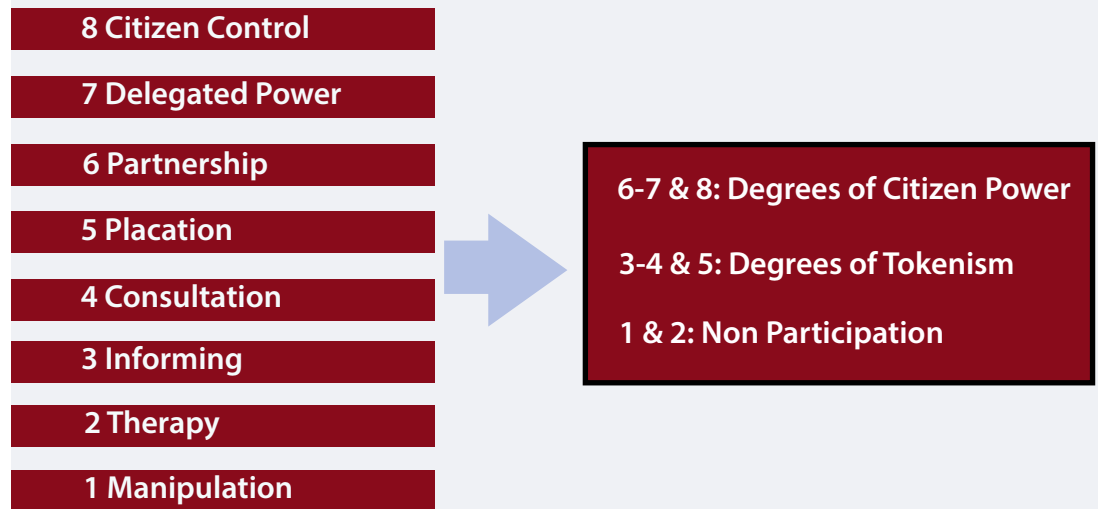 8 Citizen Control
7 Delegated Power
6 Partnership
5 Placation
4 Consultation
3 Informing
2 Therapy
1 Manipulation
6-7 & 8: Degrees of Citizen Power
3-4 & 5: Degrees of Tokenism
1 & 2: Non Participation